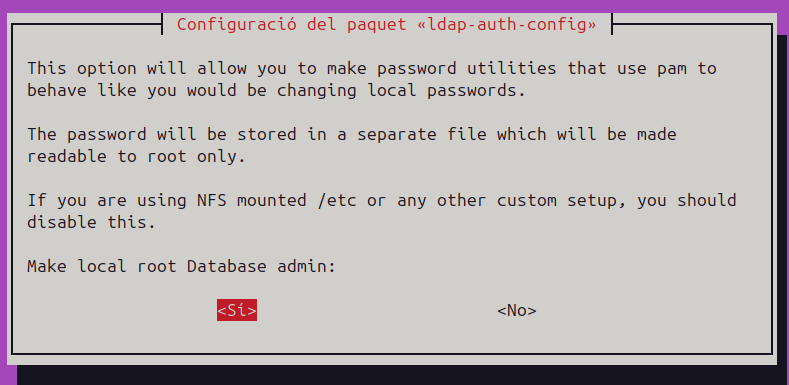 Configuració del paquet «ldap-auth-config»
This option will allow you to make password utilities that use pam to
behave like you would be changing local passwords.
The password will be stored in a separate file which will be made
readable to root only.
If you are using NFS mounted /etc or any other custom setup, you should
disable this.
Make local root Database admin:
<Sí> <No>